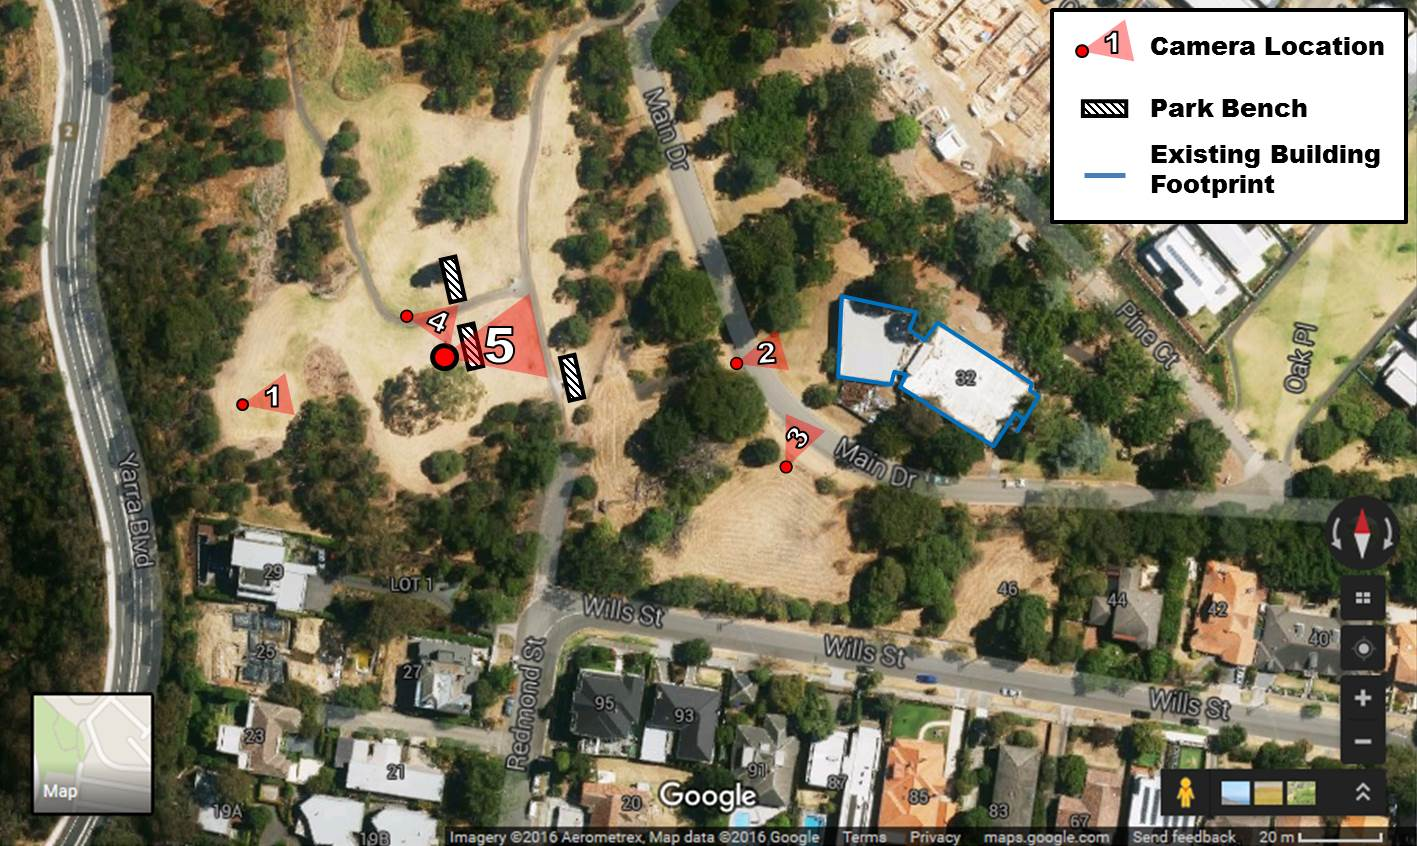 1 Camera Location
Park Bench
Existing Building
Footprint
2
Main Dr
4
5
1
2
3
32
Main Dr
Pine Ct
Oak Pl
Yarra Blvd
29
LOT 1
25
27
23
21
19A
19B
Redmond St
Wills St
Wills St
Wills St
46
44
42
40
95
93
91
87
85
83
67
20
Map
Google
Imagery ©2016 Aerometrex, Map data ©2016 Google Terms Privacy maps.google.com Send feedback 20 m